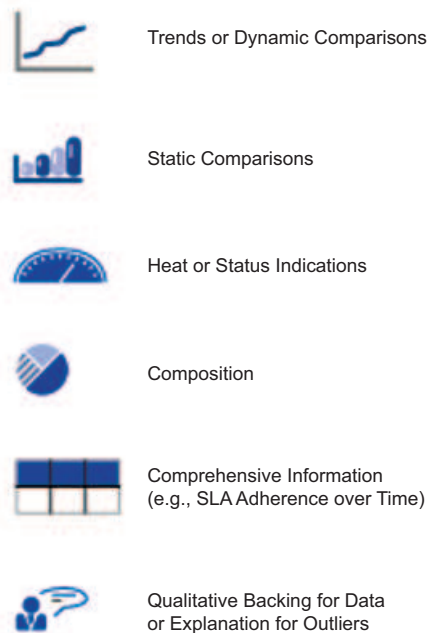 Trends or Dynamic Comparisons
Static Comparisons
Heat or Status Indications
Composition
Comprehensive Information
(e.g., SLA Adherence over Time)
Qualitative Backing for Data
or Explanation for Outliers